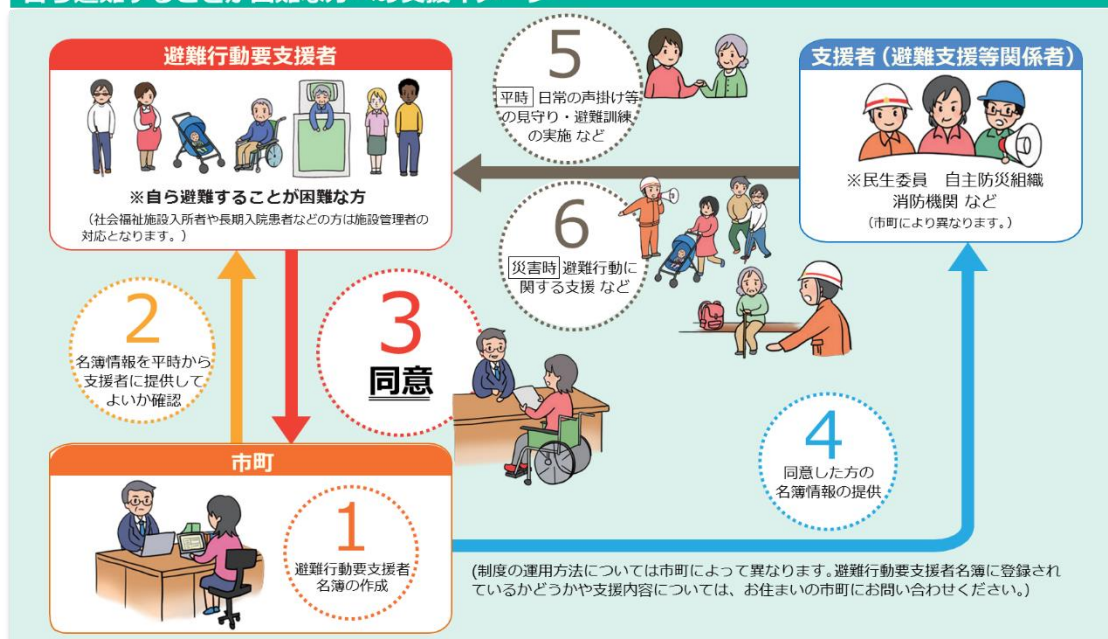 避難行動要支援者
※自ら避難することが困難な方
(社会福祉施設入所者や長期入院患者などの方は施設管理者の
対応となります。)
5
平時 日常の声掛け等
の見守り・避難訓練
の実施 など
支援者(避難支援等関係者)
※民生委員 自主防災組織
消防機関 など
(市町により異なります。)
6
災害時 避難行動に
関する支援 など
2
名簿情報を平時から
支援者に提供して
よいか確認
3
同意
4
同意した方の
名簿情報の提供
市町
1
避難行動要支援者
名簿の作成
(制度の運用方法については市町によって異なります。避難行動要支援者名簿に登録され
ているかどうかや支援内容については、お住まいの市町にお問い合わせください。)